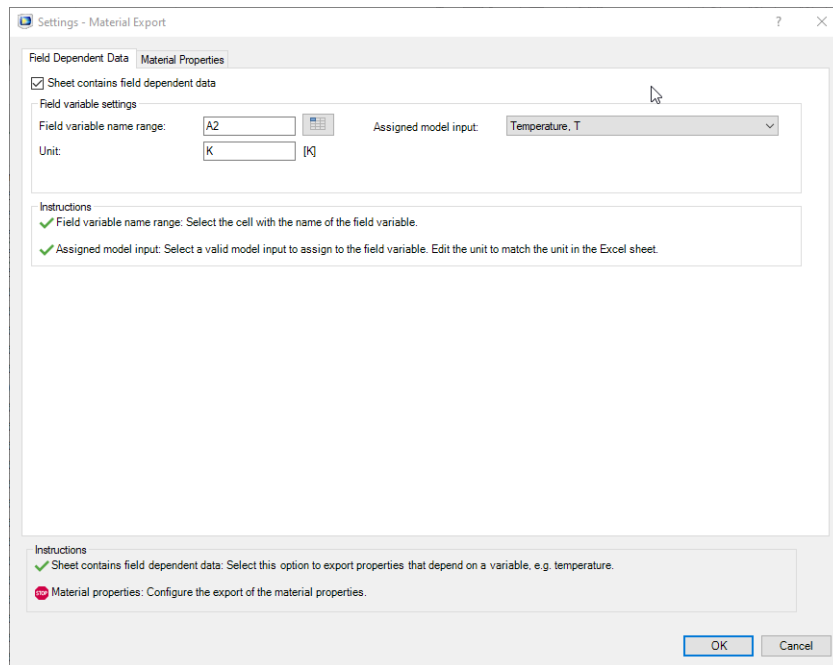 Settings - Material Export
?
Field Dependent Data Material Properties
Sheet contains field dependent data
Field variable settings
Field variable name range: A2 Assigned model input: Temperature, T
Unit: K [K]
Instructions
Field variable name range: Select the cell with the name of the field variable.
Assigned model input: Select a valid model input to assign to the field variable. Edit the unit to match the unit in the Excel sheet.
Instructions
Sheet contains field dependent data: Select this option to export properties that depend on a variable, e.g. temperature.
STOP Material properties: Configure the export of the material properties.
OK Cancel